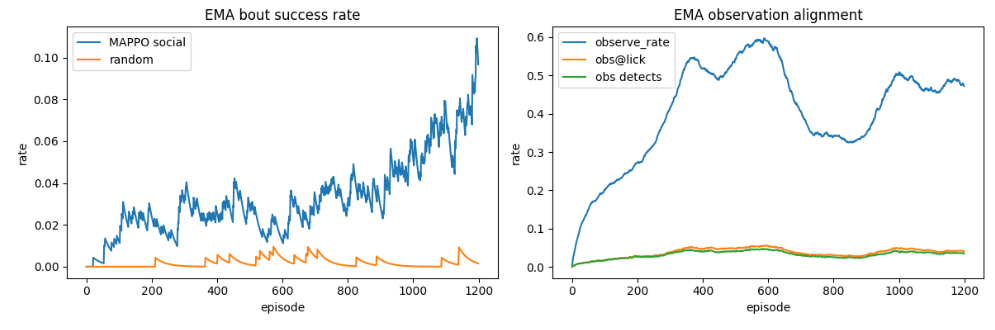 EMA bout success rate
MAPPO social
random
0.10
0.08
0.06
0.04
0.02
0.00
rate
0 200 400 600 800 1000 1200
episode
EMA observation alignment
observe_rate
obs@lick
obs detects
0.6
0.5
0.4
0.3
0.2
0.1
0.0
rate
0 200 400 600 800 1000 1200
episode